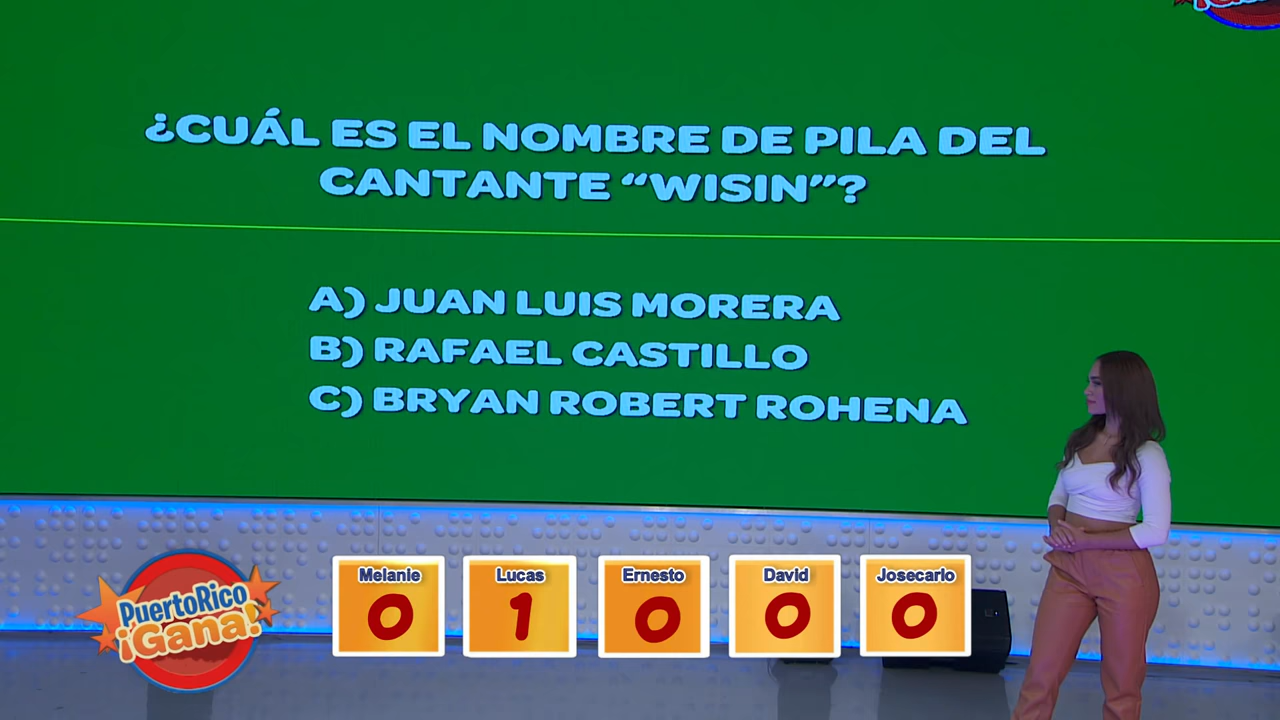 ¿CUÁL ES EL NOMBRE DE PILA DEL
CANTANTE “WISIN”?
A) JUAN LUIS MORERA
B) RAFAEL CASTILLO
C) BRYAN ROBERT ROHENA
PuertoRico
¡Gana!
Melanie
Lucas
Ernesto
David
Josecarlo
0
1
0
0
0